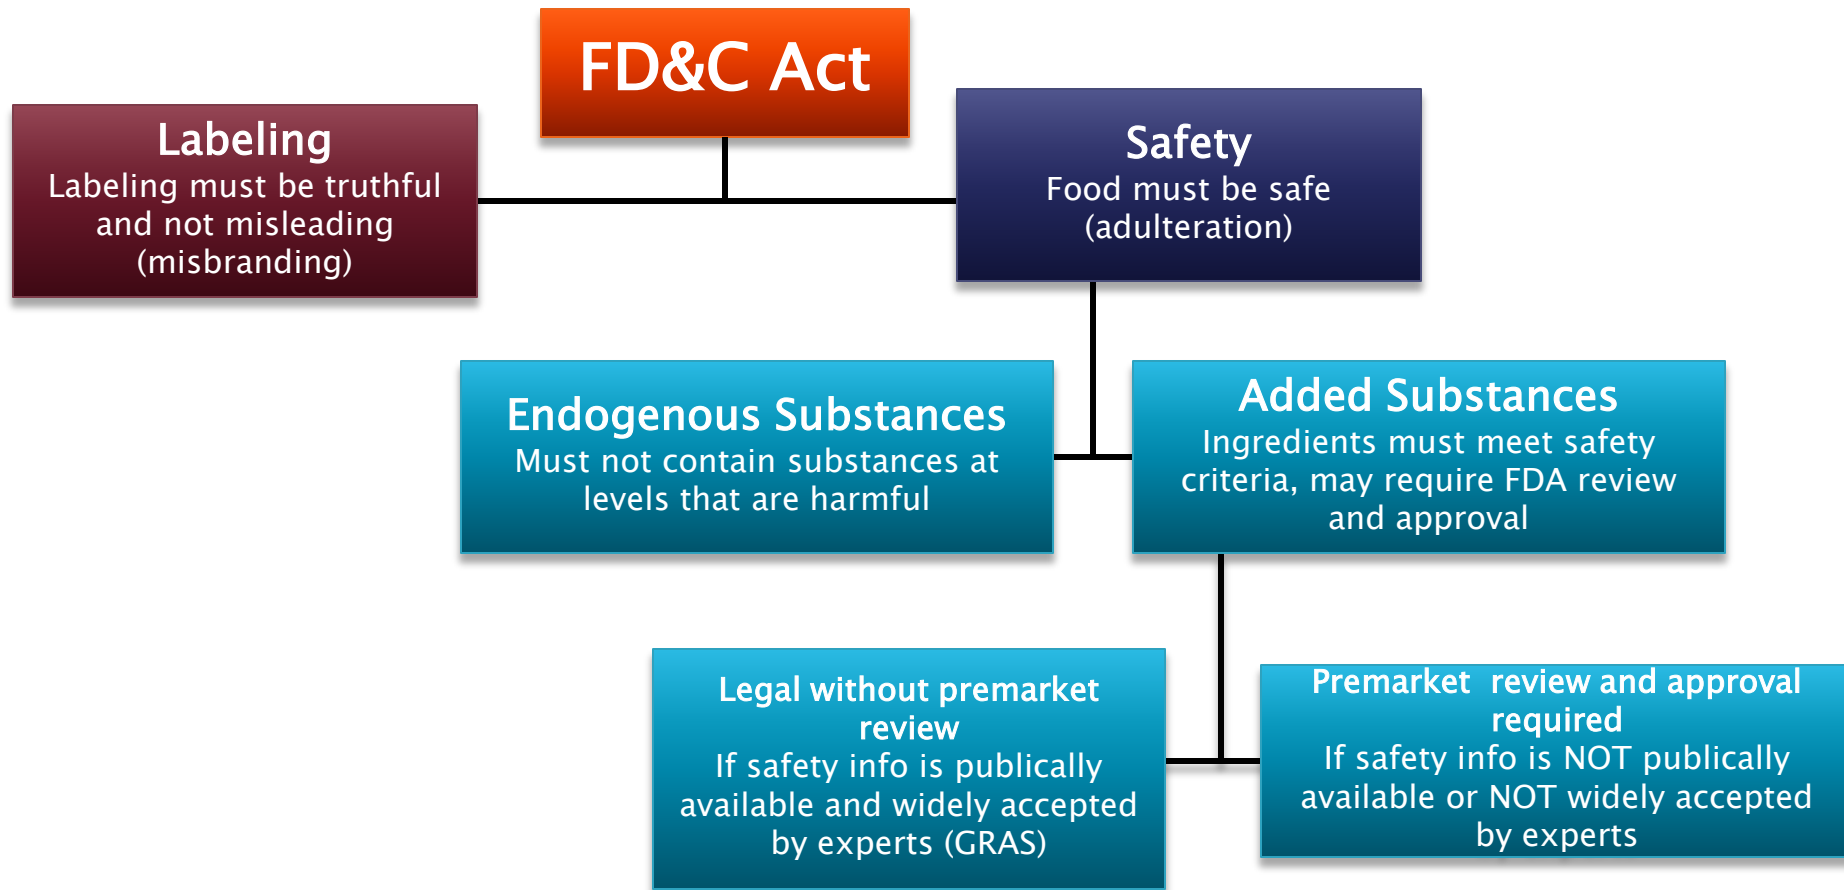 FD&C Act
Labeling
Labeling must be truthful
and not misleading
(misbranding)
Safety
Food must be safe
(adulteration)
Endogenous Substances
Must not contain substances at
levels that are harmful
Added Substances
Ingredients must meet safety
criteria, may require FDA review
and approval
Legal without premarket
review
If safety info is publically
available and widely accepted
by experts (GRAS)
Premarket  review and approval
required
If safety info is NOT publically
available or NOT widely accepted
by experts